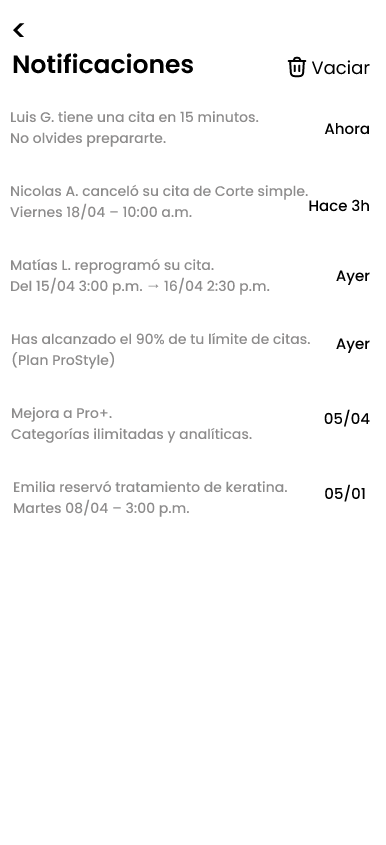 Notificaciones
Vaciar
Luis G. tiene una cita en 15 minutos.
No olvides prepararte.
Ahora
Nicolas A. canceló su cita de Corte simple.
Viernes 18/04 – 10:00 a.m.
Hace 3h
Matías L. reprogramó su cita.
Del 15/04 3:00 p.m. → 16/04 2:30 p.m.
Ayer
Has alcanzado el 90% de tu límite de citas.
(Plan ProStyle)
Ayer
Mejora a Pro+.
Categorías ilimitadas y analíticas.
05/04
Emilia reservó tratamiento de keratina.
Martes 08/04 – 3:00 p.m.
05/01